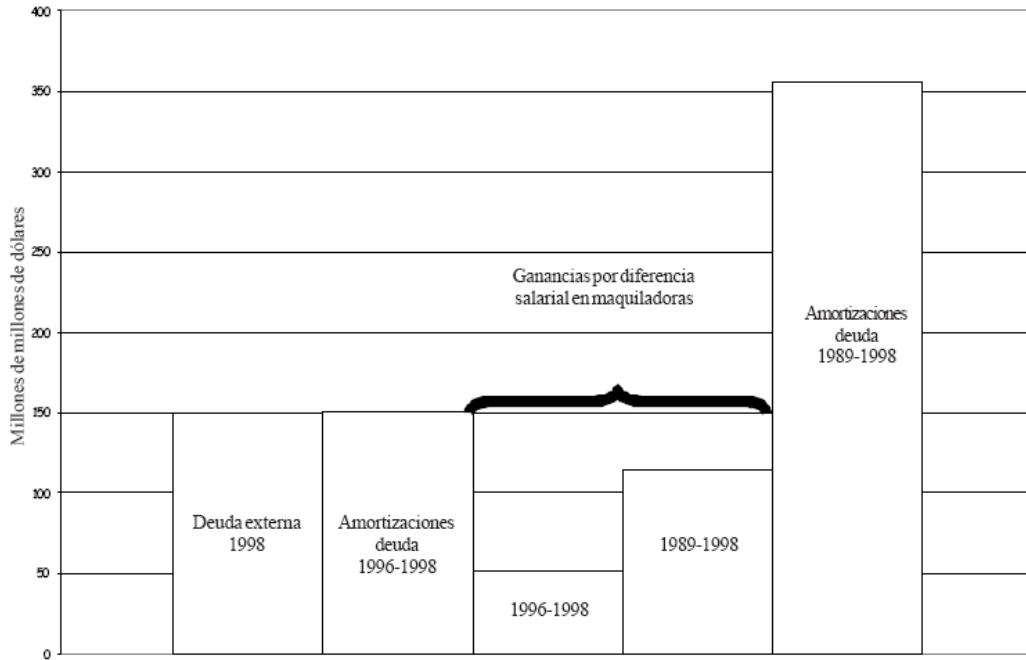 400
350
300
250
200
150
100
50
0
Millones de millones de dólares
Ganancias por diferencia
salarial en maquiladoras
Amortizaciones
deuda
1989-1998
Deuda externa
1998
Amortizaciones
deuda
1996-1998
1989-1998
1996-1998